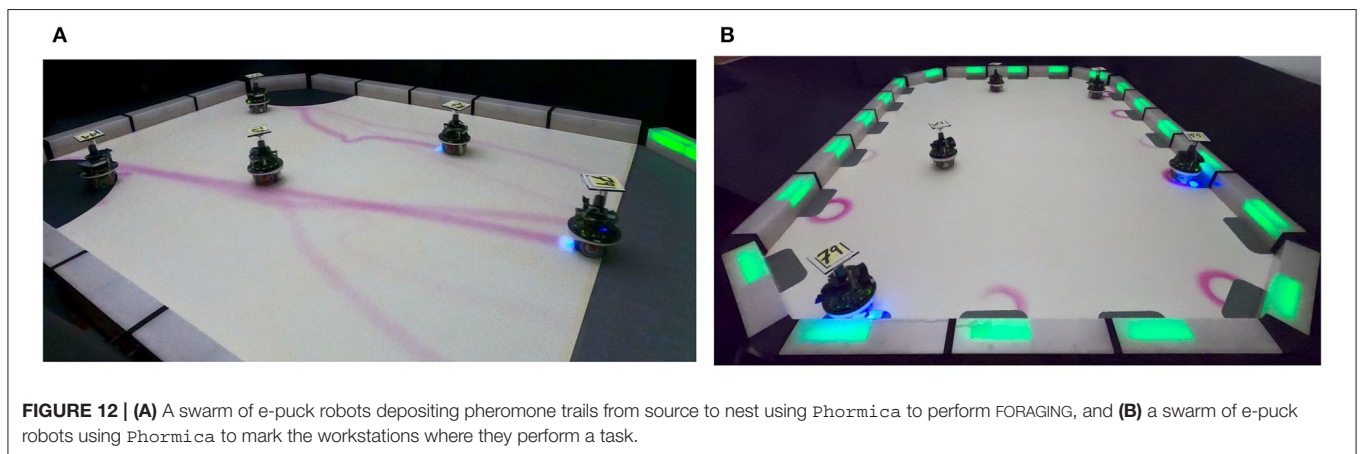 A
B
79
FIGURE 12 | (A) A swarm of e-puck robots depositing pheromone trails from source to nest using Phormica to perform FORAGING, and (B) a swarm of e-puck
robots using Phormica to mark the workstations where they perform a task.